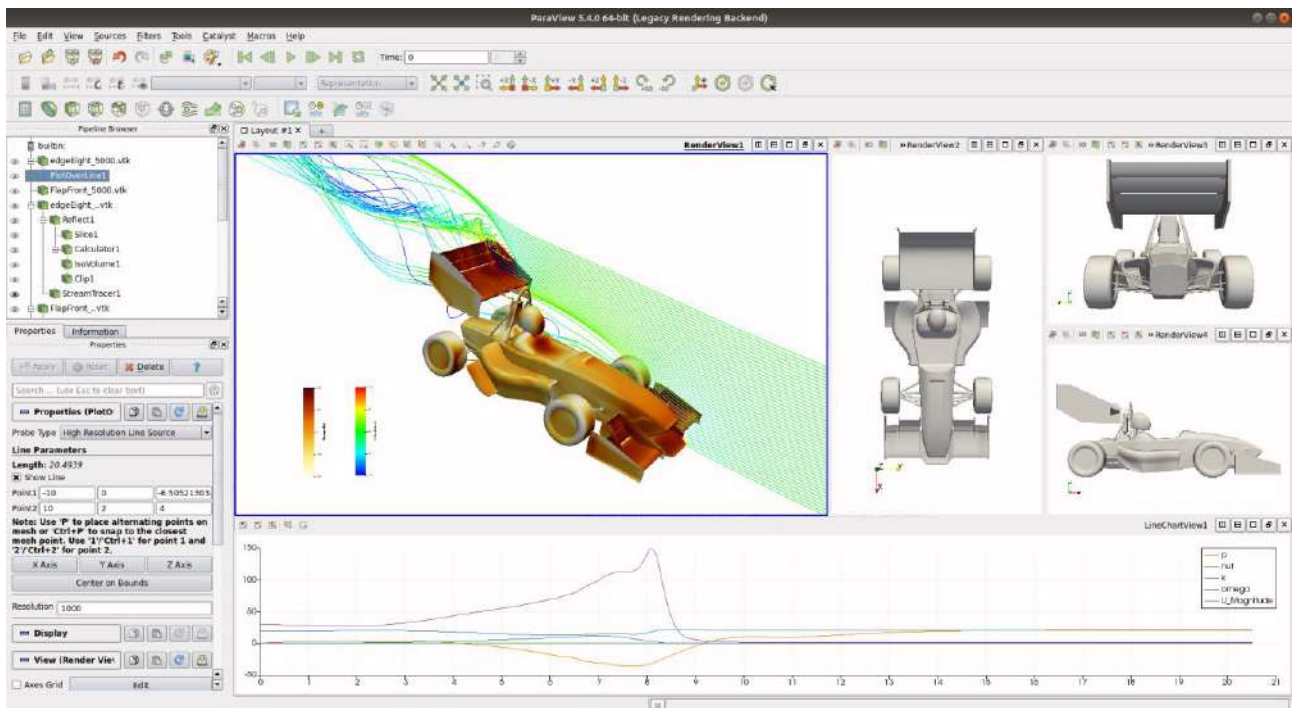 ParaView 5.4.0 64-bit (Legacy Rendering Backend)
File Edit View Sources Filters Tools Catalyst Macros Help
Time: 0
Representation
Pipeline Browser
Layout #1
RenderView1
RenderView2
RenderView3
builtin:
edgeEight_5000.vtk
PlotOverLine1
FlapFront_5000.vtk
edgeEight_..vtk
Reflect1
Slice1
Calculator1
IsoVolume1
Clip1
StreamTracer1
FlapFront_..vtk
RenderView4
Properties Information
Properties
Apply Reset Delete ?
Search ... (use Esc to clear text)
Properties (PlotO
Probe Type High Resolution Line Source
Line Parameters
Length: 20.4939
Show Line
Point1 -10 0
Point2 10 2 4
Note: Use 'P' to place alternating points on
mesh or 'Ctrl+P' to snap to the closest
mesh point. Use '1'/'Ctrl+1' for point 1 and
'2'/'Ctrl+2' for point 2.
X Axis Y Axis Z Axis
Center on Bounds
Resolution 1000
Display
View (Render Vie
Axes Grid Edit
LineChartView1
150
100
50
0
-50
0 1 2 3 4 5 6 7 8 9 10 11 12 13 14 15 16 17 18 19 20 21
p
nut
k
omega
U_Magnitude